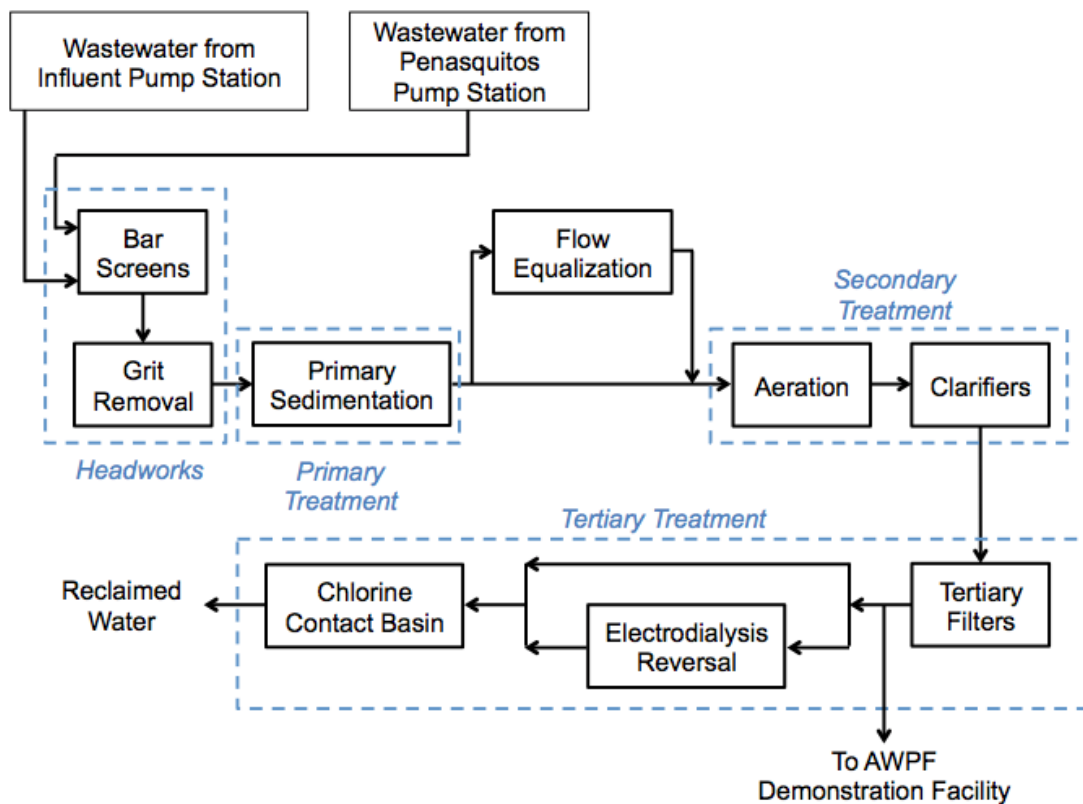 Wastewater from
Influent Pump Station
Wastewater from
Penasquitos
Pump Station
Bar
Screens
Flow
Equalization
Secondary
Treatment
Grit
Removal
Primary
Sedimentation
Aeration
Clarifiers
Headworks
Primary
Treatment
Tertiary Treatment
Reclaimed
Water
Chlorine
Contact Basin
Electrodialysis
Reversal
Tertiary
Filters
To AWPF
Demonstration Facility